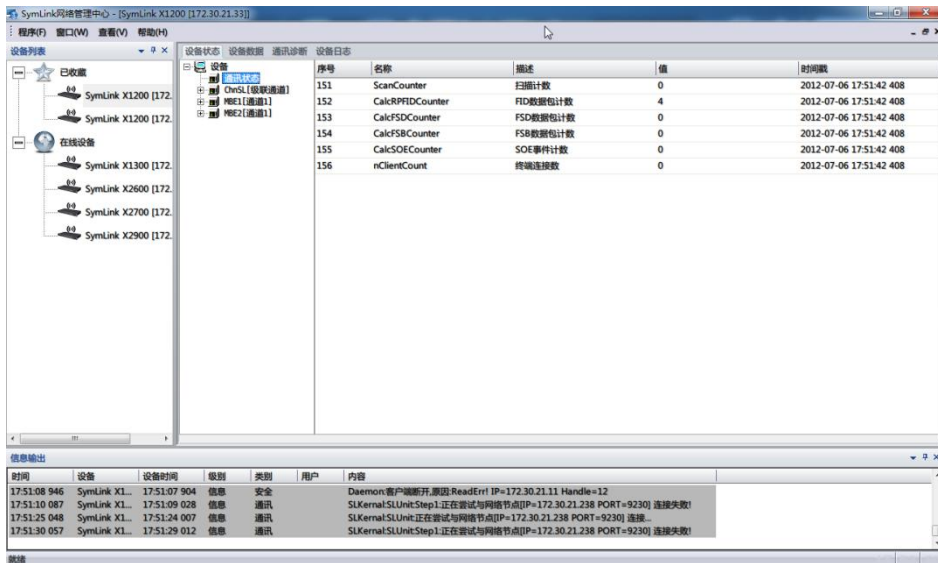 SymLink网络管理中心 - [SymLink X1200 [172.30.21.33]]
程序(F) 窗口(W) 查看(V) 帮助(H)
设备列表
已收藏
SymLink X1200 [172.
SymLink X1200 [172.
在线设备
SymLink X1300 [172.
SymLink X2600 [172.
SymLink X2700 [172.
SymLink X2900 [172.
设备状态 设备数据 通讯诊断 设备日志
设备
通讯状态
ChnSL[级联通道]
MBE1[通道1]
MBE2[通道1]
序号 名称 描述 值 时间戳
151 ScanCounter 扫描计数 0 2012-07-06 17:51:42 408
152 CalcRPFIDCounter FID数据包计数 4 2012-07-06 17:51:42 408
153 CalcFSDCounter FSD数据包计数 0 2012-07-06 17:51:42 408
154 CalcFSBCounter FSB数据包计数 0 2012-07-06 17:51:42 408
155 CalcSOECounter SOE事件计数 0 2012-07-06 17:51:42 408
156 nClientCount 终端连接数 0 2012-07-06 17:51:42 408
信息输出
时间 设备 设备时间 级别 类别 用户 内容
17:51:08 946 SymLink X1... 17:51:07 904 信息 安全 Daemon:客户端断开,原因:ReadErr! IP=172.30.21.11 Handle=12
17:51:10 087 SymLink X1... 17:51:09 028 信息 通讯 SLKernal:SLUnit:Step1:正在尝试与网络节点[IP=172.30.21.238 PORT=9230] 连接失败!
17:51:25 048 SymLink X1... 17:51:24 007 信息 通讯 SLKernal:SLUnit:正在尝试与网络节点[IP=172.30.21.238 PORT=9230] 连接...
17:51:30 057 SymLink X1... 17:51:29 012 信息 通讯 SLKernal:SLUnit:Step1:正在尝试与网络节点[IP=172.30.21.238 PORT=9230] 连接失败!
就绪